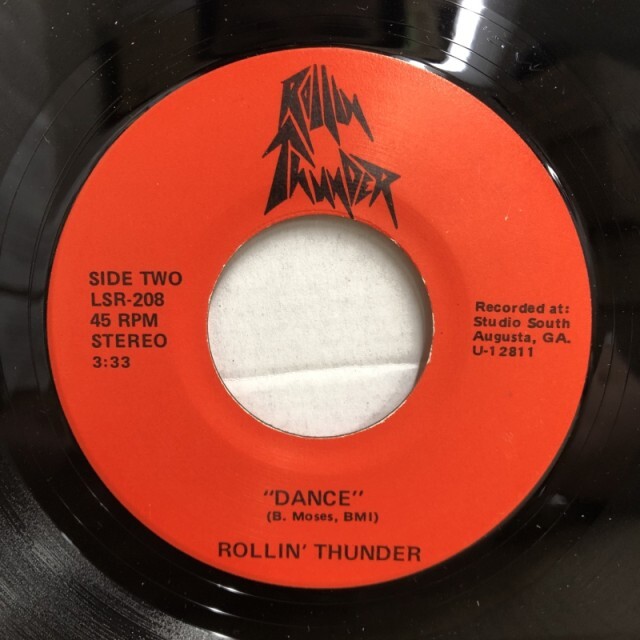 Rollin
Thunder
SIDE TWO
LSR-208
45 RPM
STEREO
3:33
Recorded at:
Studio South
Augusta, GA.
U-12811
"DANCE"
(B. Moses, BMI)
ROLLIN' THUNDER